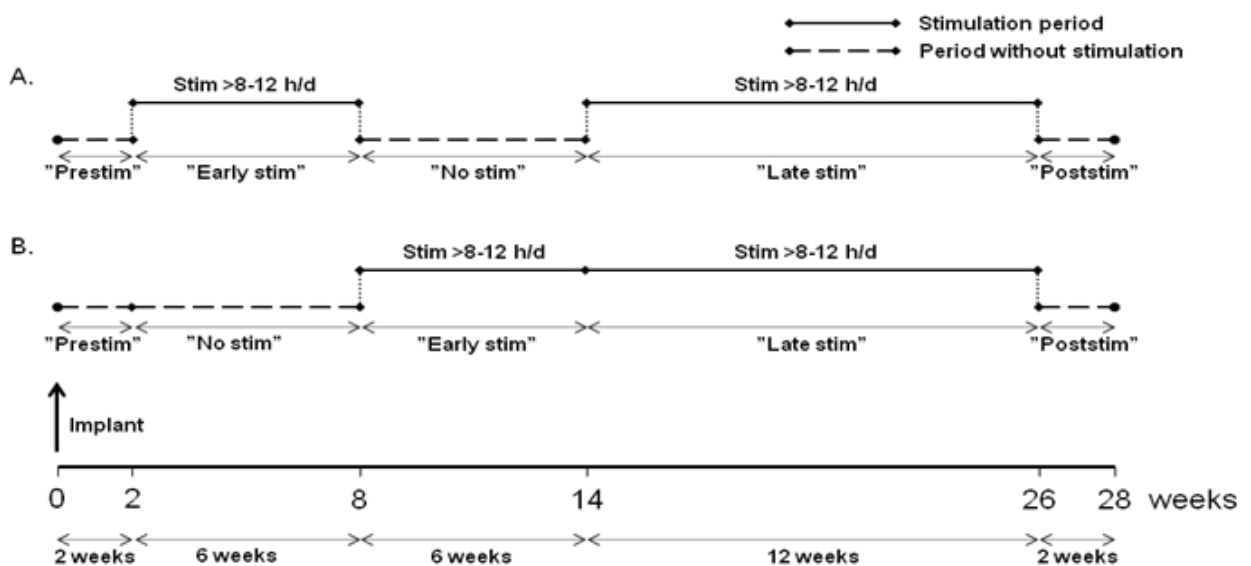 Stimulation period
Period without stimulation
A.
Stim >8-12 h/d Stim >8-12 h/d
"Prestim" "Early stim" "No stim" "Late stim" "Poststim"
B.
Stim >8-12 h/d Stim >8-12 h/d
"Prestim" "No stim" "Early stim" "Late stim" "Poststim"
Implant
0 2 8 14 26 28 weeks
2 weeks 6 weeks 6 weeks 12 weeks 2 weeks